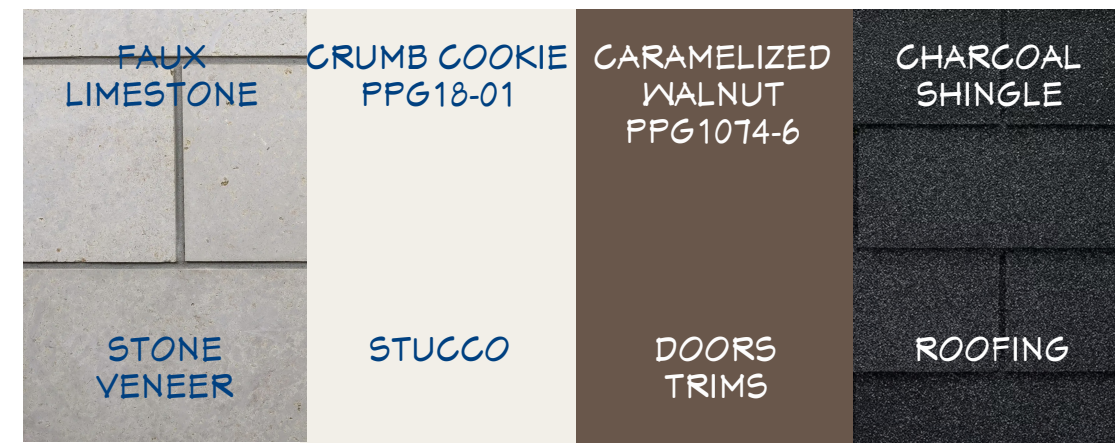 FAUX
LIMESTONE
STONE
VENEER
CRUMB COOKIE
PPG18-01
STUCCO
CARAMELIZED
WALNUT
PPG1074-6
DOORS
TRIMS
CHARCOAL
SHINGLE
ROOFING